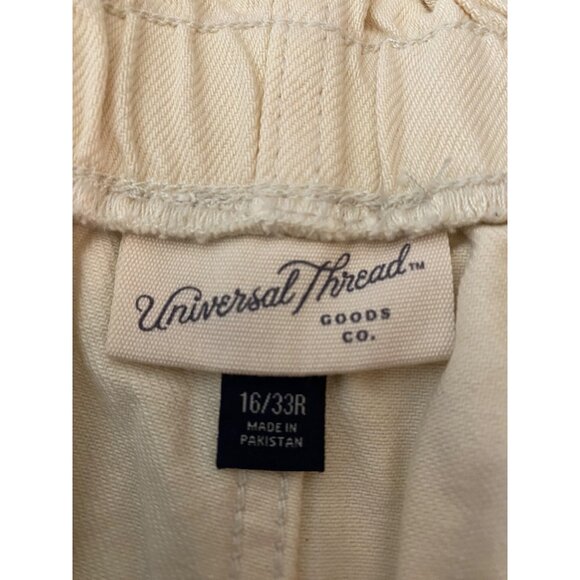 Universal Thread™
GOODS
CO.
16/33R
MADE IN
PAKISTAN